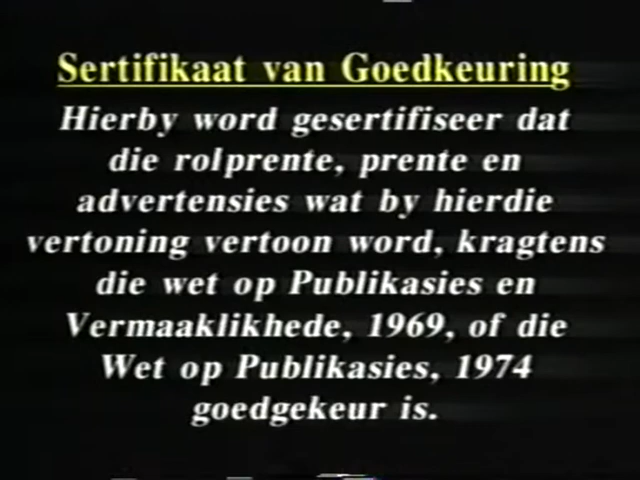 Sertifikaat van Goedkeuring
Hierby word gesertifiseer dat
die rolprente, prente en
advertensies wat by hierdie
vertoning vertoon word, kragtens
die wet op Publikasies en
Vermaaklikhede, 1969, of die
Wet op Publikasies, 1974
goedgekeur is.